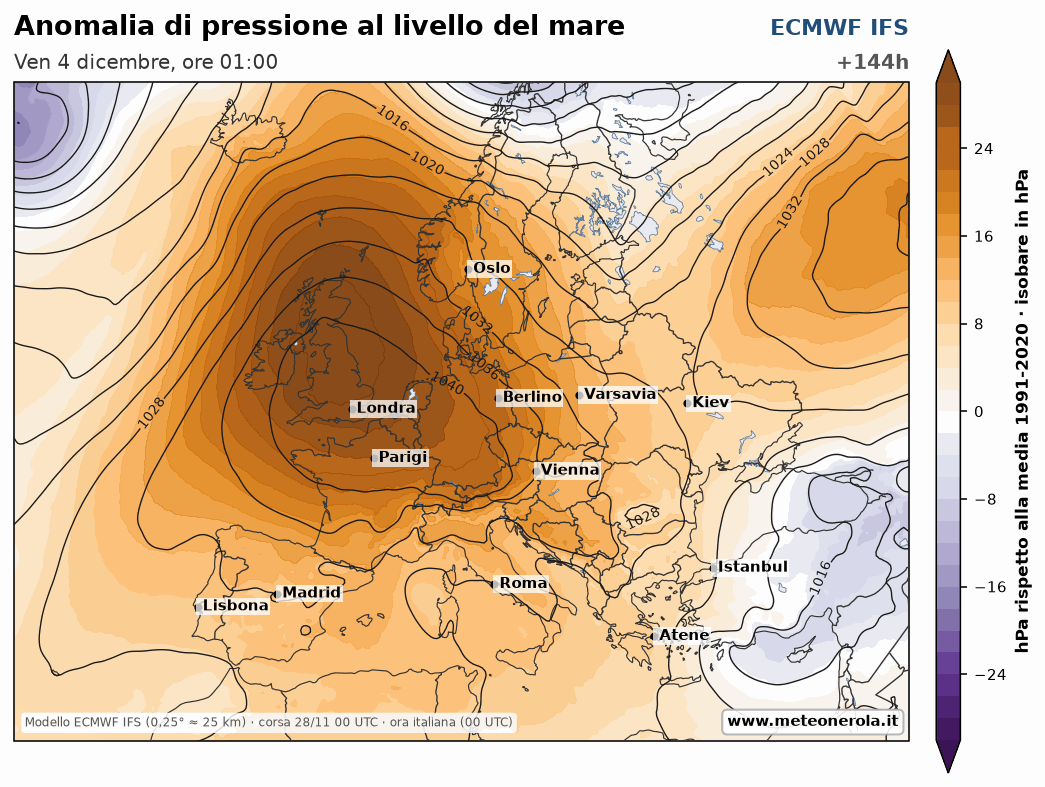 Anomalia di pressione al livello del mare
ECMWF IFS
Ven 4 dicembre, ore 01:00
+144h
1016
1020
1024
1028
1032
Oslo
1032
1036
1040
Berlino
Varsavia
Kiev
1028
Londra
Parigi
Vienna
1028
Istanbul
1016
Roma
Madrid
Lisbona
Atene
Modello ECMWF IFS (0,25° ≈ 25 km) · corsa 28/11 00 UTC · ora italiana (00 UTC)
www.meteonerola.it
24
16
8
0
−8
−16
−24
hPa rispetto alla media 1991-2020 · isobare in hPa